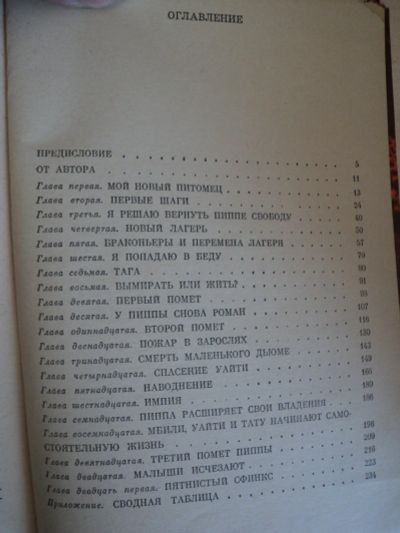 ОГЛАВЛЕНИЕ
ПРЕДИСЛОВИЕ . . . . . . . . . . 5
ОТ АВТОРА . . . . . . . . . . 11
Глава первая. МОЙ НОВЫЙ ПИТОМЕЦ . . . . . . 13
Глава вторая. ПЕРВЫЕ ШАГИ . . . . . . . 24
Глава третья. Я РЕШАЮ ВЕРНУТЬ ПИППЕ СВОБОДУ . . . 40
Глава четвертая. НОВЫЙ ЛАГЕРЬ . . . . . . 50
Глава пятая. БРАКОНЬЕРЫ И ПЕРЕМЕНА ЛАГЕРЯ . . . . 57
Глава шестая. Я ПОПАДАЮ В БЕДУ . . . . . . 79
Глава седьмая. ТАГА . . . . . . . . 80
Глава восьмая. ВЫМИРАТЬ ИЛИ ЖИТЬ? . . . . . 91
Глава девятая. ПЕРВЫЙ ПОМЕТ . . . . . . 98
Глава десятая. У ПИППЫ СНОВА РОМАН . . . . . 107
Глава одиннадцатая. ВТОРОЙ ПОМЕТ . . . . . 116
Глава двенадцатая. ПОЖАР В ЗАРОСЛЯХ . . . . . 130
Глава тринадцатая. СМЕРТЬ МАЛЕНЬКОГО ДЬЮМЕ . . . . 143
Глава четырнадцатая. СПАСЕНИЕ УАЙТИ . . . . . 149
Глава пятнадцатая. НАВОДНЕНИЕ . . . . . . 166
Глава шестнадцатая. ИМПИЯ . . . . . . . 180
Глава семнадцатая. ПИППА РАСШИРЯЕТ СВОИ ВЛАДЕНИЯ . . 186
Глава восемнадцатая. МБИЛИ, УАЙТИ И ТАТУ НАЧИНАЮТ САМО-
СТОЯТЕЛЬНУЮ ЖИЗНЬ . . . . . . . . 196
Глава девятнадцатая. ТРЕТИЙ ПОМЕТ ПИППЫ . . . . 209
Глава двадцатая. МАЛЫШИ ИСЧЕЗАЮТ . . . . . 216
Глава двадцать первая. ПЯТНИСТЫЙ СФИНКС . . . . 223
Приложение. СВОДНАЯ ТАБЛИЦА . . . . . . 234